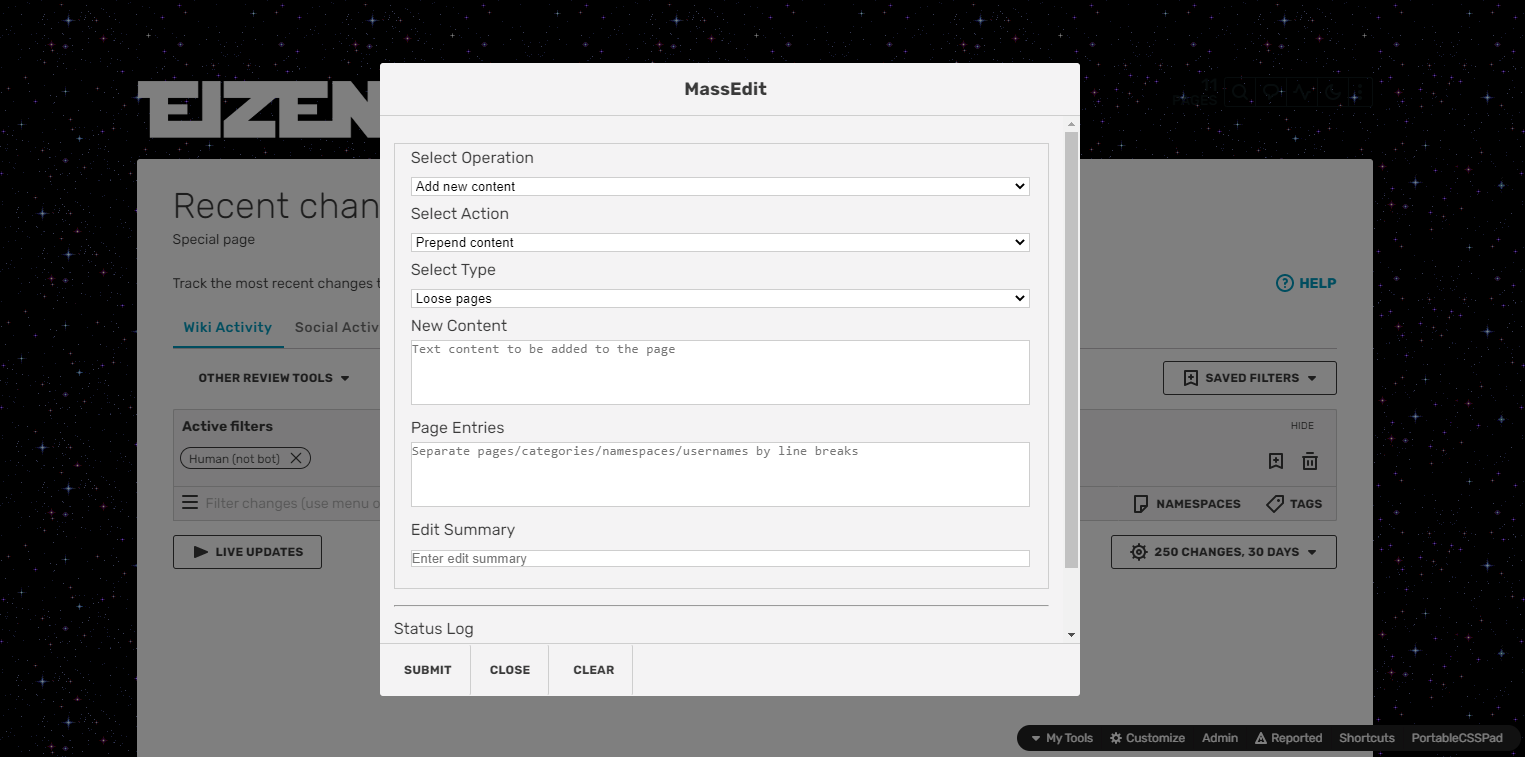 MassEdit
EIZEN
Select Operation
Add new content
Select Action
Prepend content
Select Type
Loose pages
New Content
Text content to be added to the page
Page Entries
Separate pages/categories/namespaces/usernames by line breaks
Edit Summary
Enter edit summary
Status Log
SUBMIT
CLOSE
CLEAR
Recent chan
Special page
Track the most recent changes t
HELP
Wiki Activity
Social Activ
OTHER REVIEW TOOLS
SAVED FILTERS
Active filters
HIDE
Human (not bot)
Filter changes (use menu o
NAMESPACES
TAGS
LIVE UPDATES
250 CHANGES, 30 DAYS
My Tools
Customize
Admin
Reported
Shortcuts
PortableCSSPad